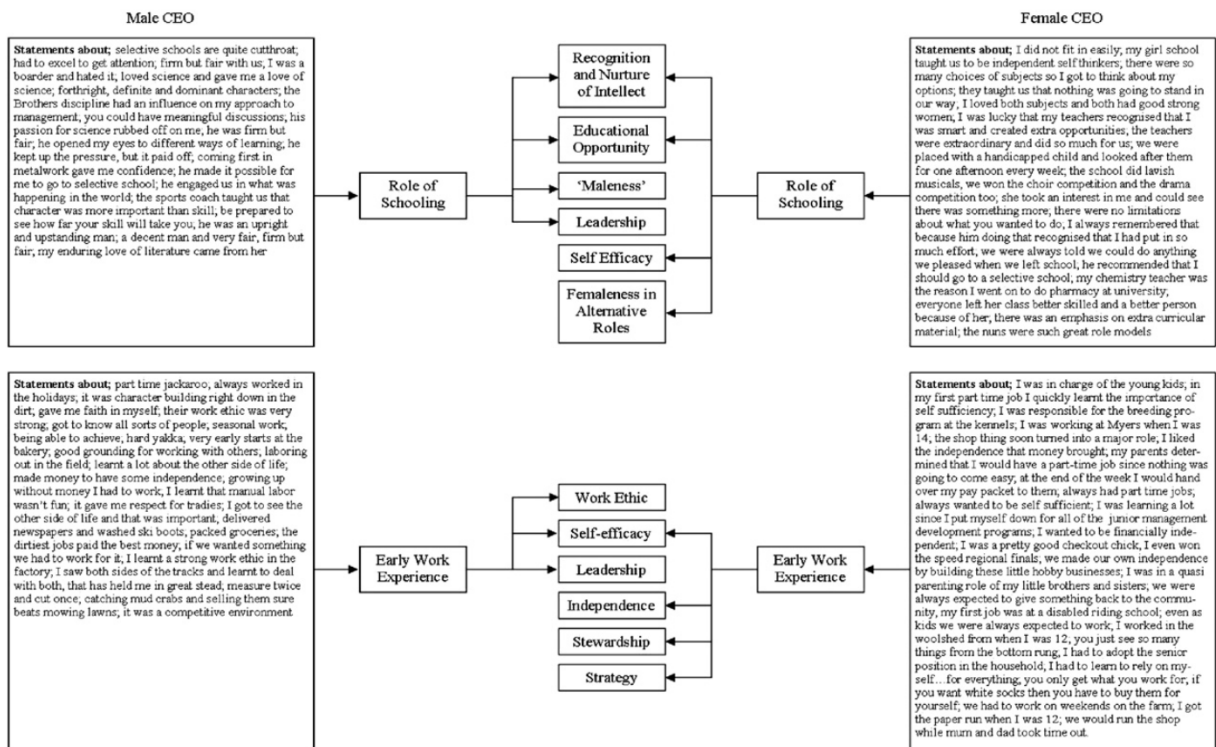 Male CEO
Female CEO
Statements about; selective schools are quite cutthroat;
had to excel to get attention; firm but fair with us, I was a
boarder and hated it; loved science and gave me a love of
science; forthright, definite and dominant characters; the
Brothers discipline had an influence on my approach to
management; you could have meaningful discussions; his
passion for science rubbed off on me; he was firm but
fair; he opened my eyes to different ways of learning; he
kept up the pressure, but it paid off; coming first in
metalwork gave me confidence; he made it possible for
me to go to selective school; he engaged us in what was
happening in the world; the sports coach taught us that
character was more important than skill; be prepared to
see how far your skill will take you; he was an upright
and upstanding man; a decent man and very fair, firm but
fair; my enduring love of literature came from her
Role of
Schooling
Recognition
and Nurture
of Intellect
Educational
Opportunity
'Maleness'
Leadership
Self Efficacy
Femaleness in
Alternative
Roles
Role of
Schooling
Statements about; I did not fit in easily; my girl school
taught us to be independent self thinkers; there were so
many choices of subjects so I got to think about my
options; they taught us that nothing was going to stand in
our way, I loved both subjects and both had good strong
women; I was lucky that my teachers recognised that I
was smart and created extra opportunities; the teachers
were extraordinary and did so much for us; we were
placed with a handicapped child and looked after them
for one afternoon every week; the school did lavish
musicals, we won the choir competition and the drama
competition too; she took an interest in me and could see
there was something more; there were no limitations
about what you wanted to do; I always remembered that
because him doing that recognised that I had put in so
much effort; we were always told we could do anything
we pleased when we left school; he recommended that I
should go to a selective school; my chemistry teacher was
the reason I went on to do pharmacy at university;
everyone left her class better skilled and a better person
because of her; there was an emphasis on extra curricular
material; the nuns were such great role models
Statements about; part time jackaroo, always worked in
the holidays; it was character building right down in the
dirt; gave me faith in myself; their work ethic was very
strong; got to know all sorts of people; seasonal work;
being able to achieve; hard yakka; very early starts at the
bakery; good grounding for working with others; laboring
out in the field; learnt a lot about the other side of life;
made money to have some independence; growing up
without money I had to work; I learnt that manual labor
wasn't fun; it gave me respect for tradies; I got to see the
other side of life and that was important, delivered
newspapers and washed ski boots; packed groceries; the
dirtiest jobs paid the best money; if we wanted something
we had to work for it; I learnt a strong work ethic in the
factory; I saw both sides of the tracks and learnt to deal
with both, that has held me in great stead; measure twice
and cut once; catching mud crabs and selling them sure
beats mowing lawns; it was a competitive environment
Early Work
Experience
Work Ethic
Self-efficacy
Leadership
Independence
Stewardship
Strategy
Early Work
Experience
Statements about; I was in charge of the young kids; in
my first part time job I quickly learnt the importance of
self sufficiency; I was responsible for the breeding pro-
gram at the kennels; I was working at Myers when I was
14; the shop thing soon turned into a major role; I liked
the independence that money brought; my parents deter-
mined that I would have a part-time job since nothing was
going to come easy; at the end of the week I would hand
over my pay packet to them; always had part time jobs;
always wanted to be self sufficient; I was learning a lot
since I put myself down for all of the junior management
development programs; I wanted to be financially inde-
pendent; I was a pretty good checkout chick, I even won
the speed regional finals; we made our own independence
by building these little hobby businesses; I was in a quasi
parenting role of my little brothers and sisters; we were
always expected to give something back to the commu-
nity, my first job was at a disabled riding school; even as
kids we were always expected to work, I worked in the
woolshed from when I was 12; you just see so many
things from the bottom rung, I had to adopt the senior
position in the household; I had to learn to rely on my-
self...for everything; you only get what you work for; if
you want white socks then you have to buy them for
yourself; we had to work on weekends on the farm; I got
the paper run when I was 12; we would run the shop
while mum and dad took time out.